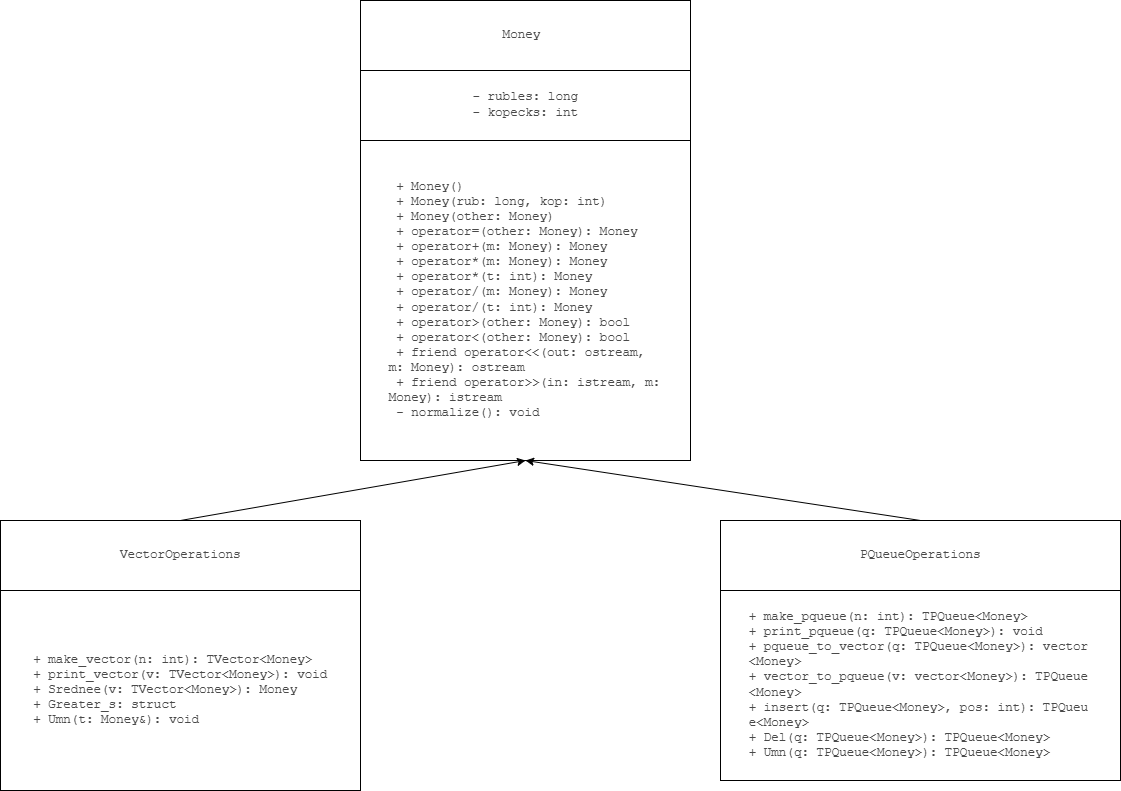 Money
- rubles: long
- kopecks: int
+ Money()
+ Money(rub: long, kop: int)
+ Money(other: Money)
+ operator=(other: Money): Money
+ operator+(m: Money): Money
+ operator*(m: Money): Money
+ operator*(t: int): Money
+ operator/(m: Money): Money
+ operator/(t: int): Money
+ operator>(other: Money): bool
+ operator<(other: Money): bool
+ friend operator<<(out: ostream,
m: Money): ostream
+ friend operator>>(in: istream, m:
Money): istream
- normalize(): void
VectorOperations
+ make_vector(n: int): TVector<Money>
+ print_vector(v: TVector<Money>): void
+ Srednee(v: TVector<Money>): Money
+ Greater_s: struct
+ Umn(t: Money&): void
PQueueOperations
+ make_pqueue(n: int): TPQueue<Money>
+ print_pqueue(q: TPQueue<Money>): void
+ pqueue_to_vector(q: TPQueue<Money>): vector
<Money>
+ vector_to_pqueue(v: vector<Money>): TPQueue
<Money>
+ insert(q: TPQueue<Money>, pos: int): TPQueu
e<Money>
+ Del(q: TPQueue<Money>): TPQueue<Money>
+ Umn(q: TPQueue<Money>): TPQueue<Money>